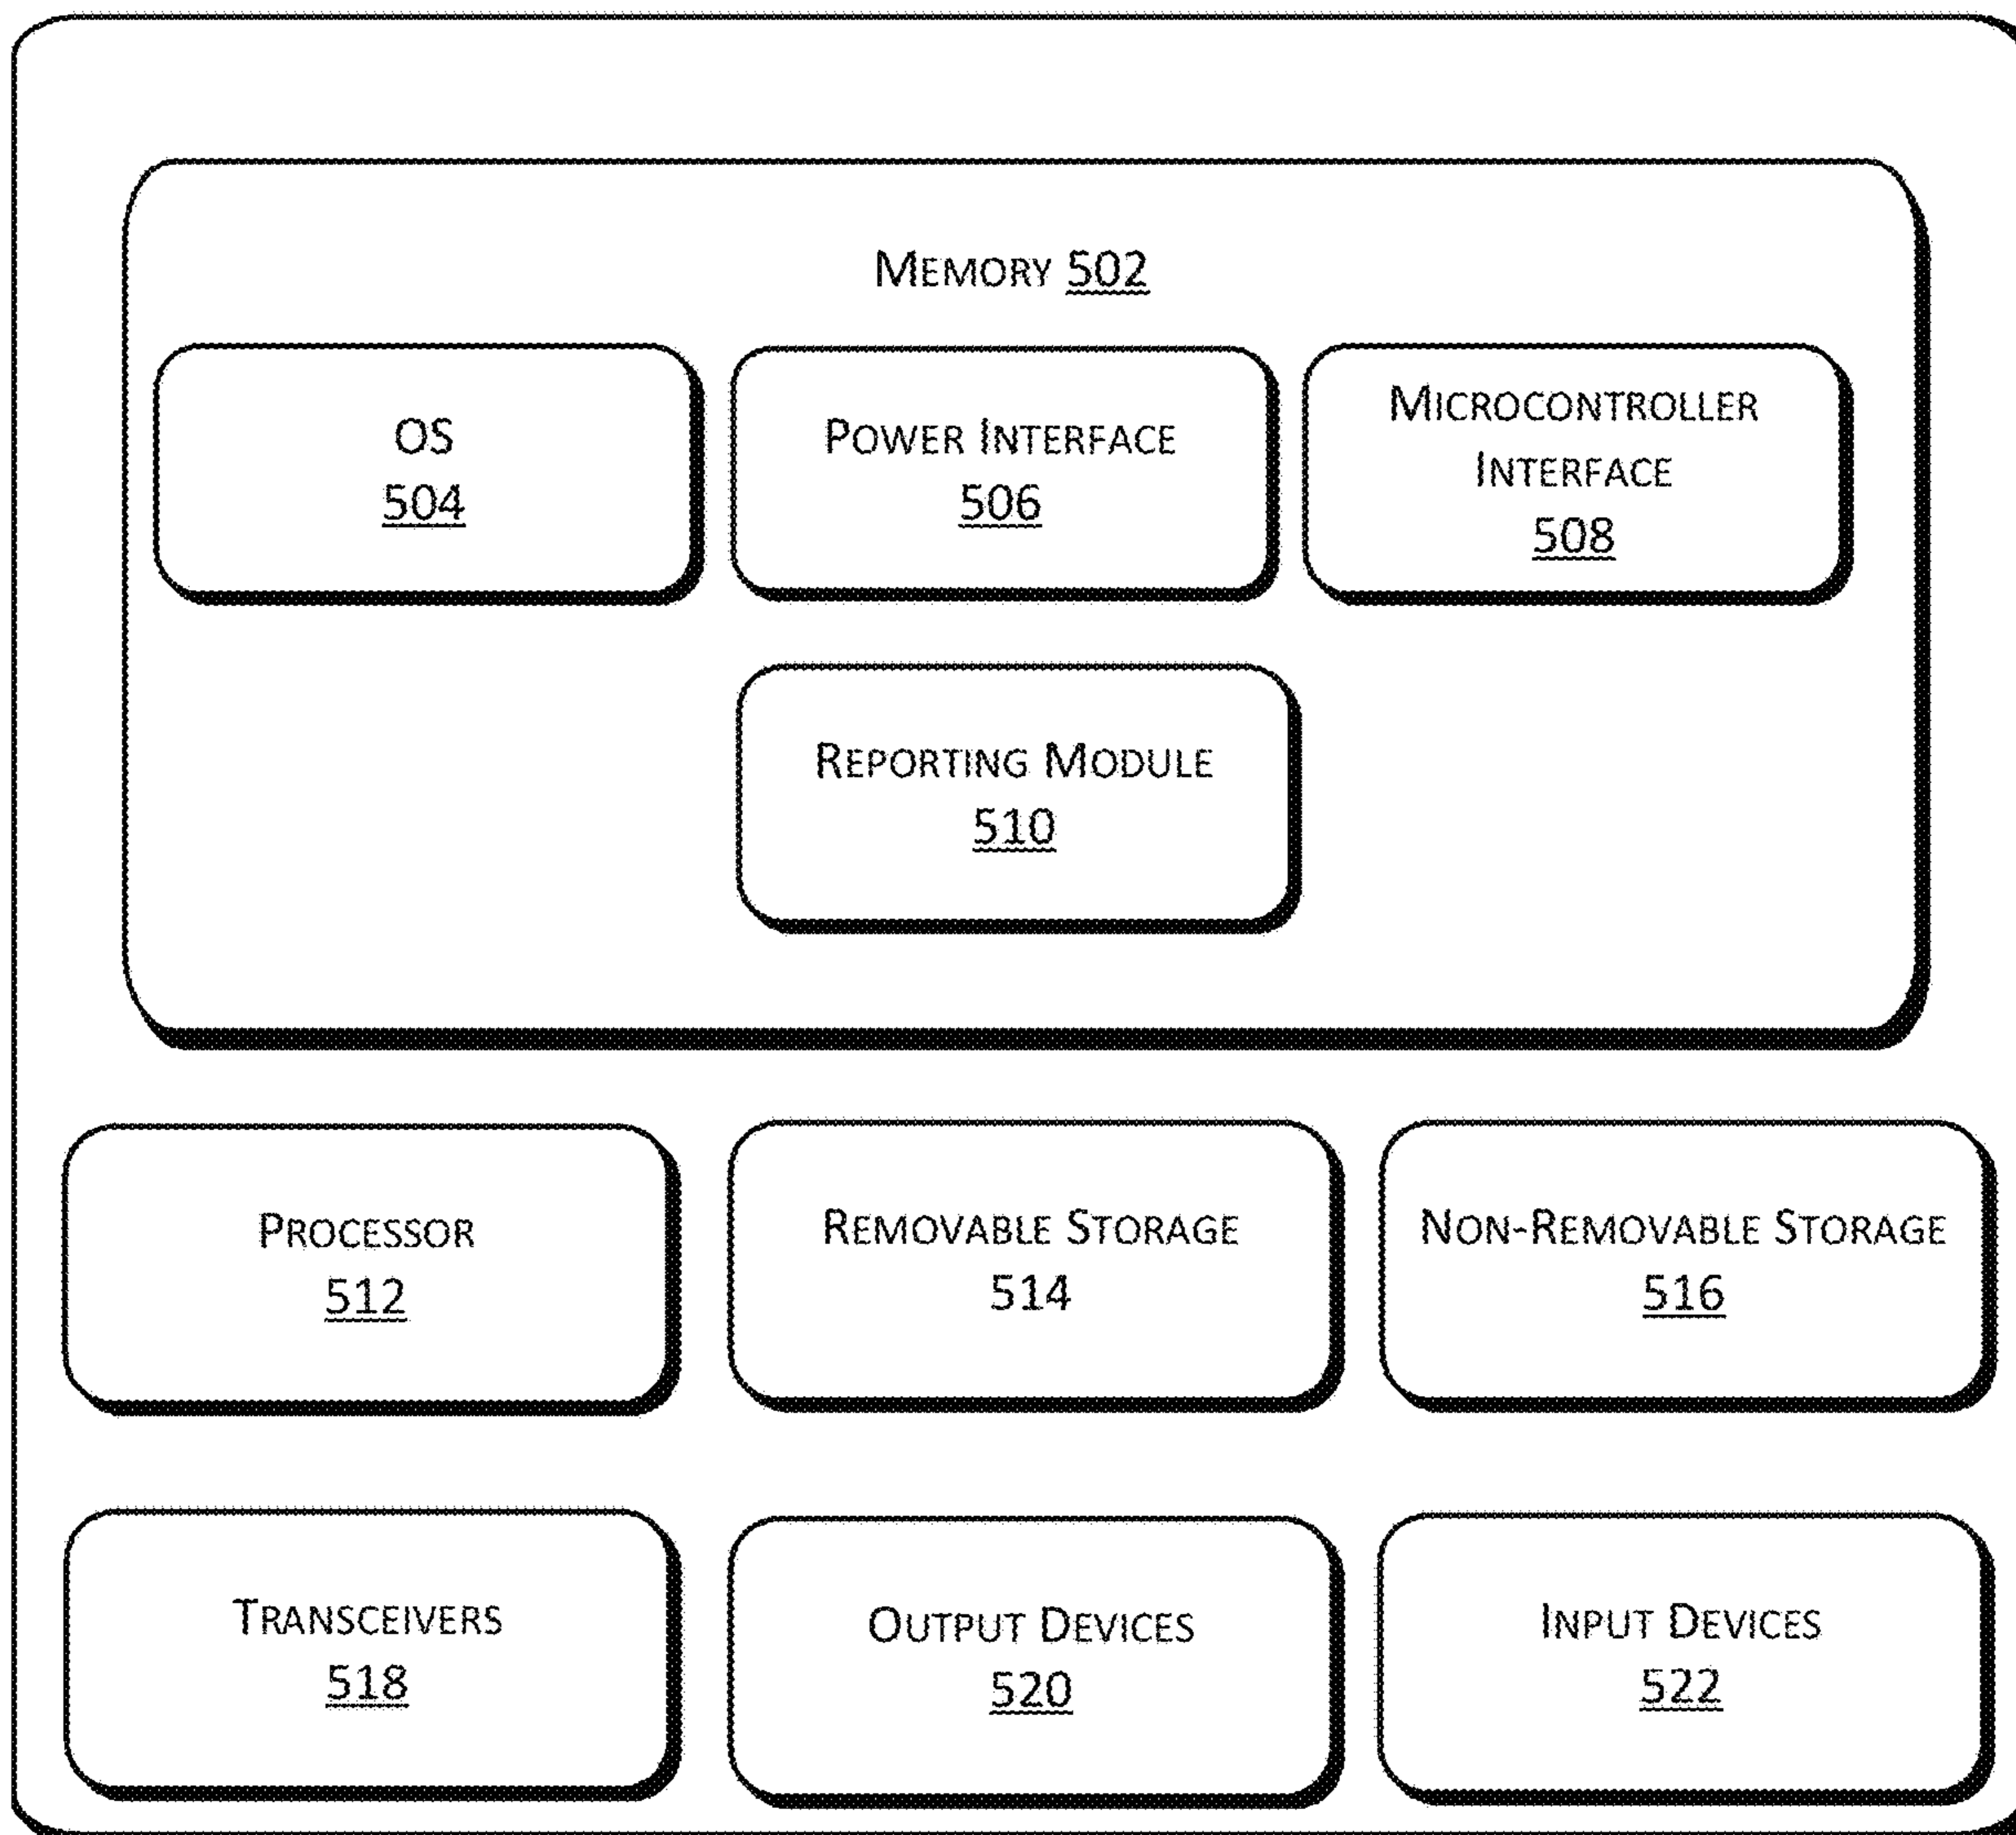 MEMORY 502
OS
504
POWER INTERFACE
506
MICROCONTROLLER
INTERFACE
508
REPORTING MODULE
510
PROCESSOR
512
REMOVABLE STORAGE
514
NON-REMOVABLE STORAGE
516
TRANSCEIVERS
518
OUTPUT DEVICES
520
INPUT DEVICES
522